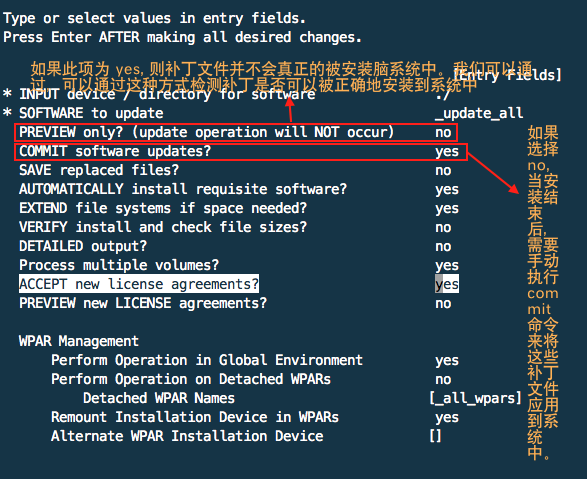 Type or select values in entry fields.
Press Enter AFTER making all desired changes.
如果此项为 yes, 则补丁文件并不会真正的被安装脑系统中。我们可以通
[Entry Fields]
过，可以通过这种方式检测补丁是否可以被正确地安装到系统中
* INPUT device / directory for software ./
* SOFTWARE to update _update_all
PREVIEW only? (update operation will NOT occur) no
COMMIT software updates? yes
SAVE replaced files? no
AUTOMATICALLY install requisite software? yes
EXTEND file systems if space needed? yes
VERIFY install and check file sizes? no
DETAILED output? no
Process multiple volumes? yes
ACCEPT new license agreements? yes
PREVIEW new LICENSE agreements? no
WPAR Management
Perform Operation in Global Environment yes
Perform Operation on Detached WPARs no
Detached WPAR Names [_all_wpars]
Remount Installation Device in WPARs yes
Alternate WPAR Installation Device []
如果
选择
no,
当安
装结
束
后,
需要
手动
执行
com
mit
命令
来将
这些
补丁
文件
应用
到系
统
中。